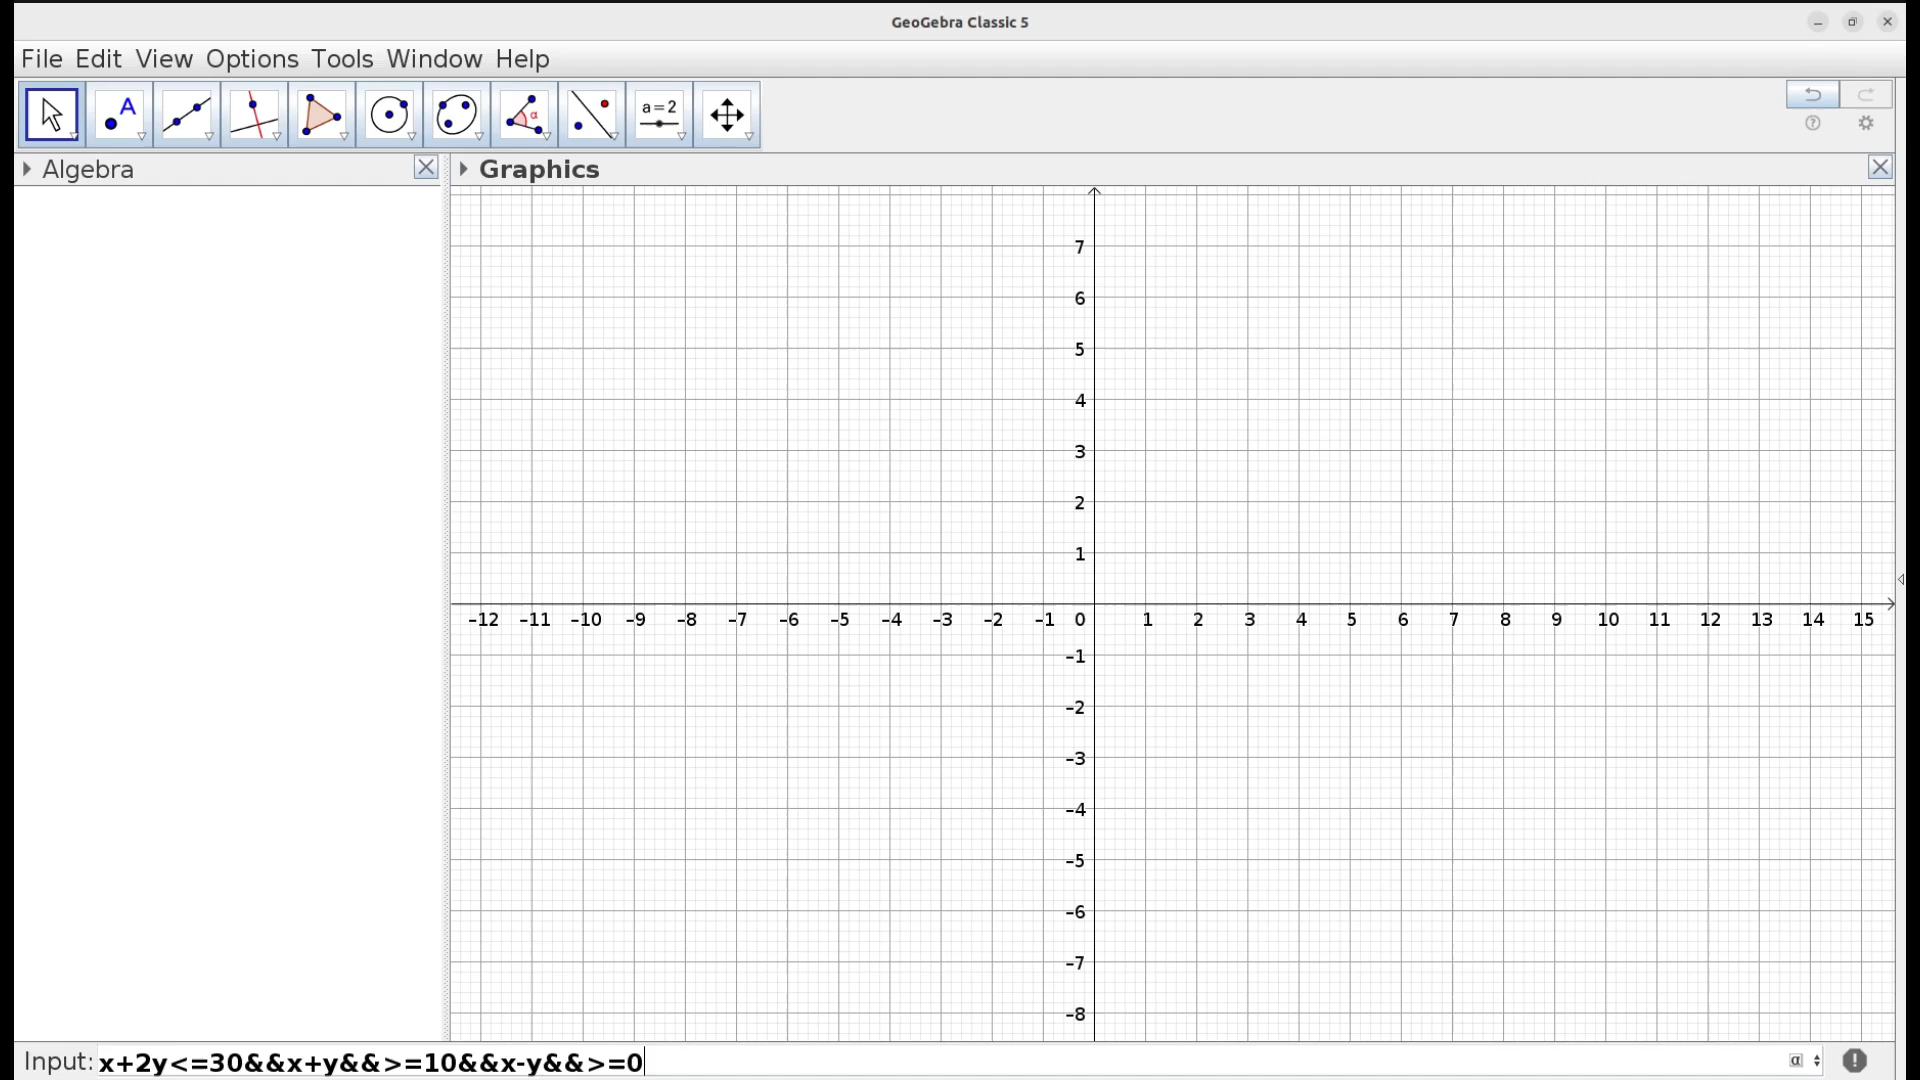 GeoGebra Classic 5
File Edit View Options Tools Window Help
A
α
a=2
Algebra
Graphics
7
6
5
4
3
2
1
-12 -11 -10 -9 -8 -7 -6 -5 -4 -3 -2 -1 0 1 2 3 4 5 6 7 8 9 10 11 12 13 14 15
-1
-2
-3
-4
-5
-6
-7
-8
Input: x+2y<=30&&x+y&&>=10&&x-y&&>=0
α